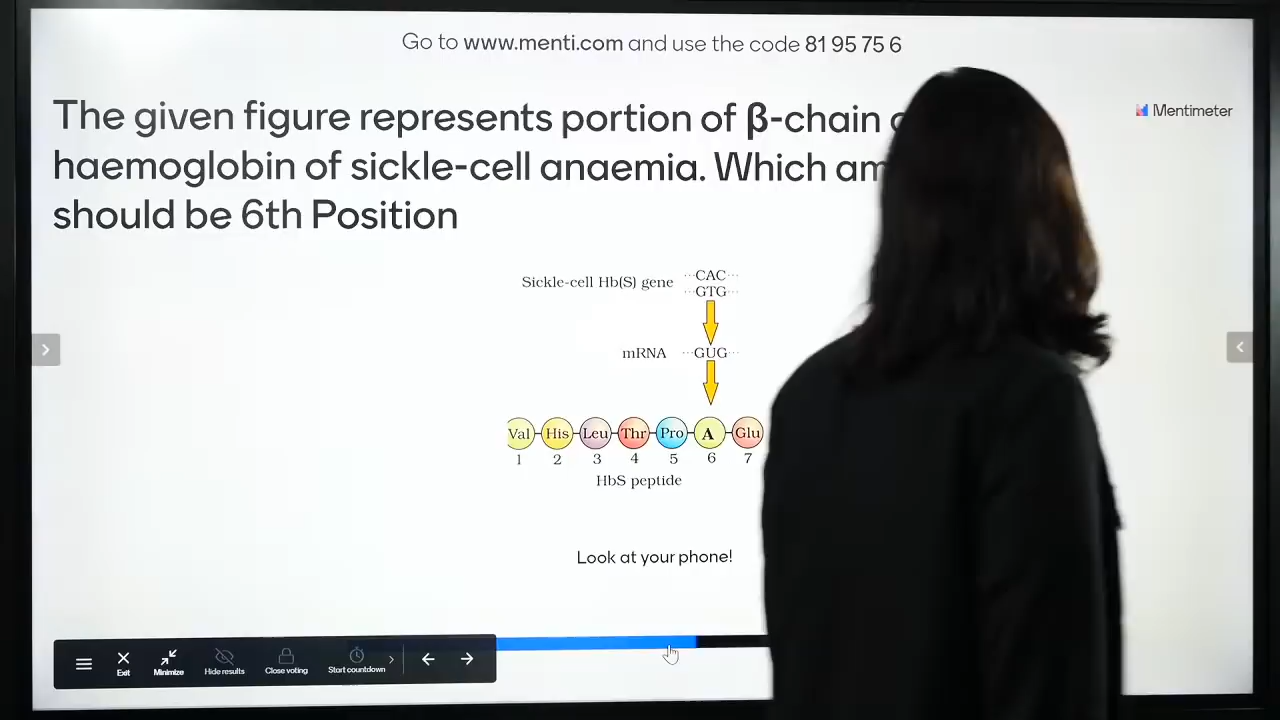 Go to www.menti.com and use the code 81 95 75 6
Mentimeter
The given figure represents portion of β-chain
haemoglobin of sickle-cell anaemia. Which
should be 6th Position
Sickle-cell Hb(S) gene ···CAC···
···GTG···
mRNA ···GUG···
Val His Leu Thr Pro A Glu
1 2 3 4 5 6 7
HbS peptide
Look at your phone!
Exit Minimize Hide results Close voting Start countdown